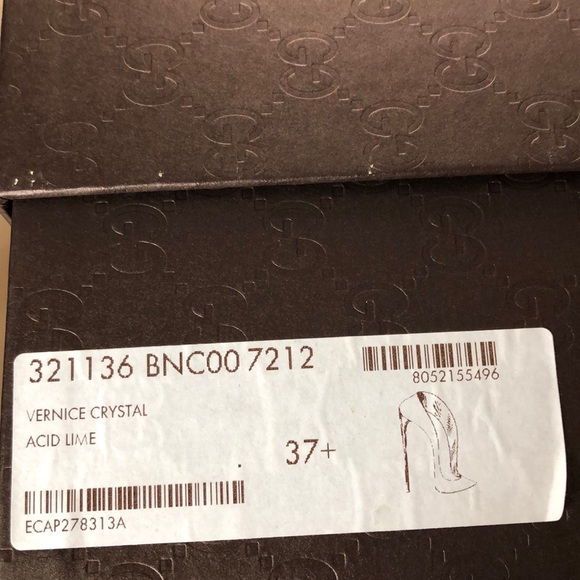 321136 BNC00 7212
8052155496
VERNICE CRYSTAL
ACID LIME
37+
ECAP278313A